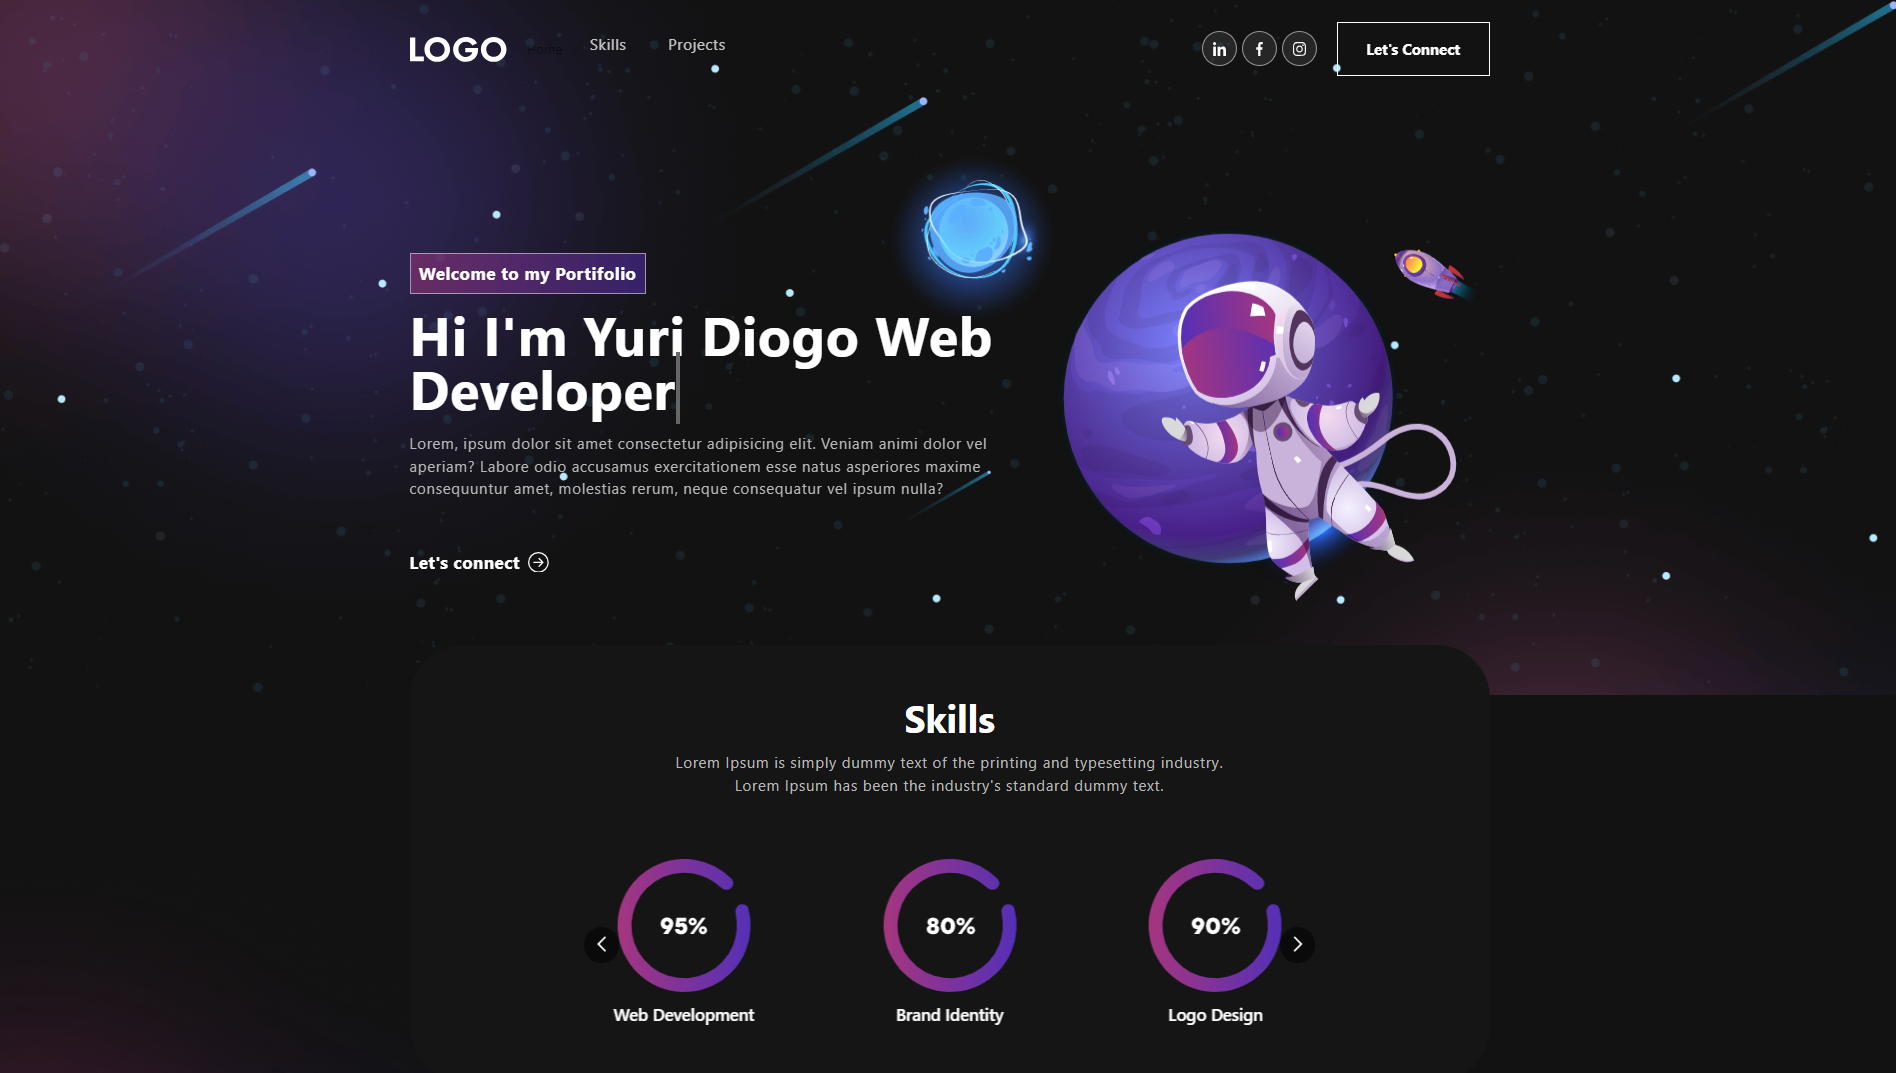 LOGO Home Skills Projects Let's Connect
Welcome to my Portifolio
Hi I'm Yuri Diogo Web
Developer
Lorem, ipsum dolor sit amet consectetur adipisicing elit. Veniam animi dolor vel
aperiam? Labore odio accusamus exercitationem esse natus asperiores maxime
consequuntur amet, molestias rerum, neque consequatur vel ipsum nulla?
Let's connect
Skills
Lorem Ipsum is simply dummy text of the printing and typesetting industry.
Lorem Ipsum has been the industry's standard dummy text.
95% 80% 90%
Web Development Brand Identity Logo Design